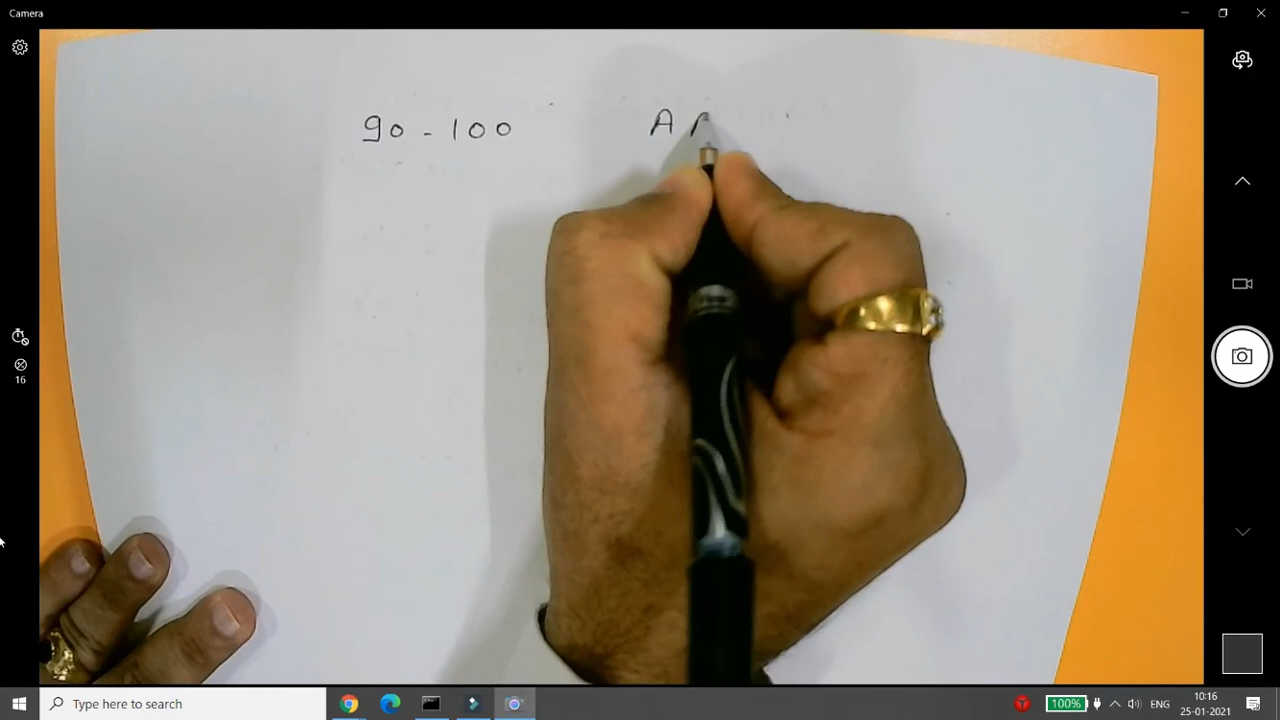 Camera
90 - 100 A
16
Type here to search
100% ENG 10:16
25-01-2021